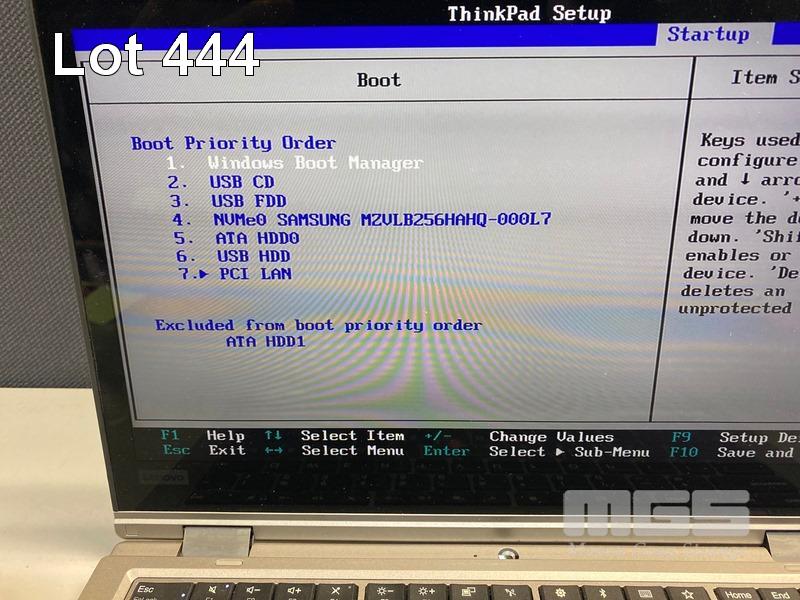 ThinkPad Setup
Startup
Lot 444
Boot
Item S
Boot Priority Order
1. Windows Boot Manager
2. USB CD
3. USB FDD
4. NVMe0 SAMSUNG MZVLB256HAHQ-000L7
5. ATA HDD0
6. USB HDD
7.▶ PCI LAN
Excluded from boot priority order
ATA HDD1
Keys used
configure
and ↓ arro
device. '+
move the d
down. 'Shi
enables or
device. 'De
deletes an
unprotected
F1 Help ↑↓ Select Item +/- Change Values F9 Setup De
Esc Exit ←→ Select Menu Enter Select ▶ Sub-Menu F10 Save and
Lenovo
MGS
Esc F1 Home End